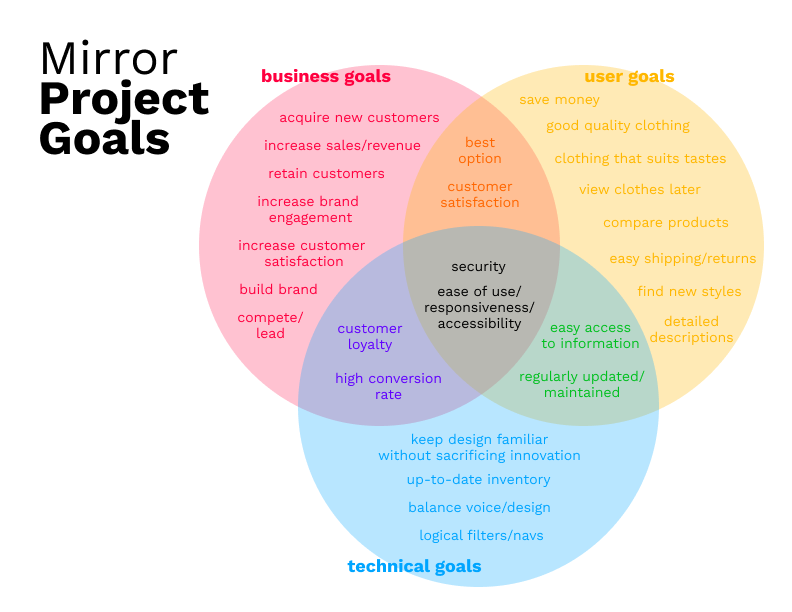 Mirror
Project
Goals
business goals
acquire new customers
increase sales/revenue
retain customers
increase brand
engagement
increase customer
satisfaction
build brand
compete/
lead
best
option
customer
satisfaction
user goals
save money
good quality clothing
clothing that suits tastes
view clothes later
compare products
easy shipping/returns
find new styles
detailed
descriptions
security
ease of use/
responsiveness/
accessibility
customer
loyalty
high conversion
rate
easy access
to information
regularly updated/
maintained
keep design familiar
without sacrificing innovation
up-to-date inventory
balance voice/design
logical filters/navs
technical goals